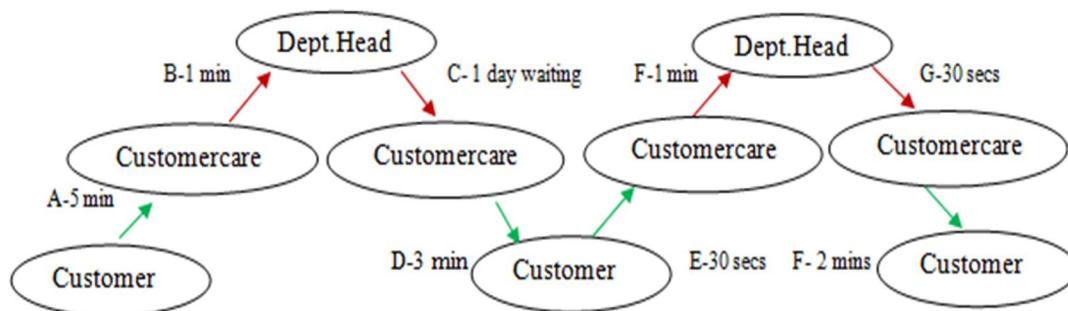 Dept.Head
Dept.Head
B-1 min
C- 1 day waiting
F-1 min
G-30 secs
Customercare
Customercare
Customercare
Customercare
A-5 min
D-3 min
E-30 secs
F- 2 mins
Customer
Customer
Customer